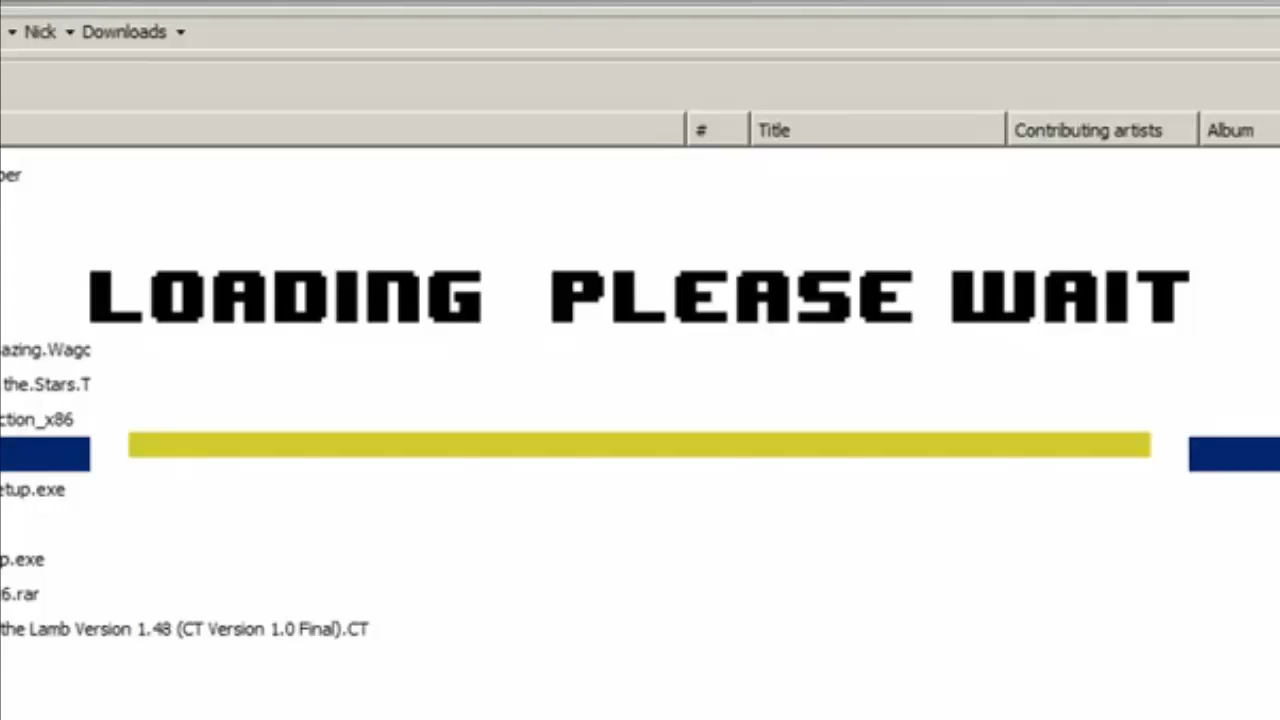 Nick Downloads
# Title Contributing artists Album
per
LOADING PLEASE WAIT
azing.Wagc
the.Stars.T
ction_x86
etup.exe
p.exe
6.rar
the Lamb Version 1.48 (CT Version 1.0 Final).CT